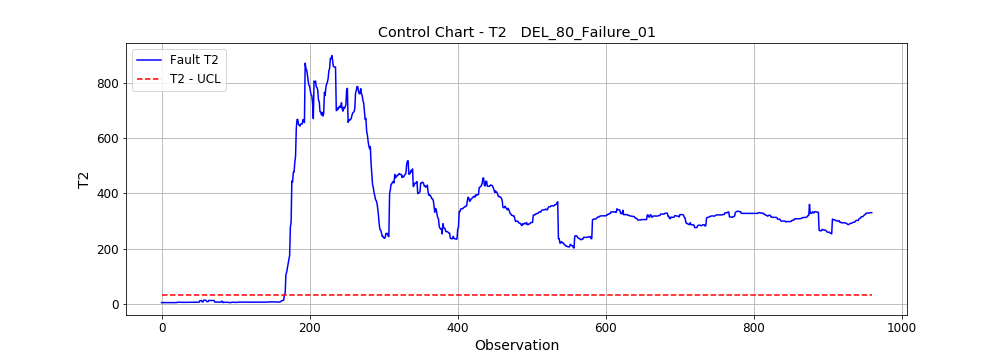 Control Chart - T2   DEL_80_Failure_01
Fault T2
T2 - UCL
800
600
400
200
0
T2
0 200 400 600 800 1000
Observation